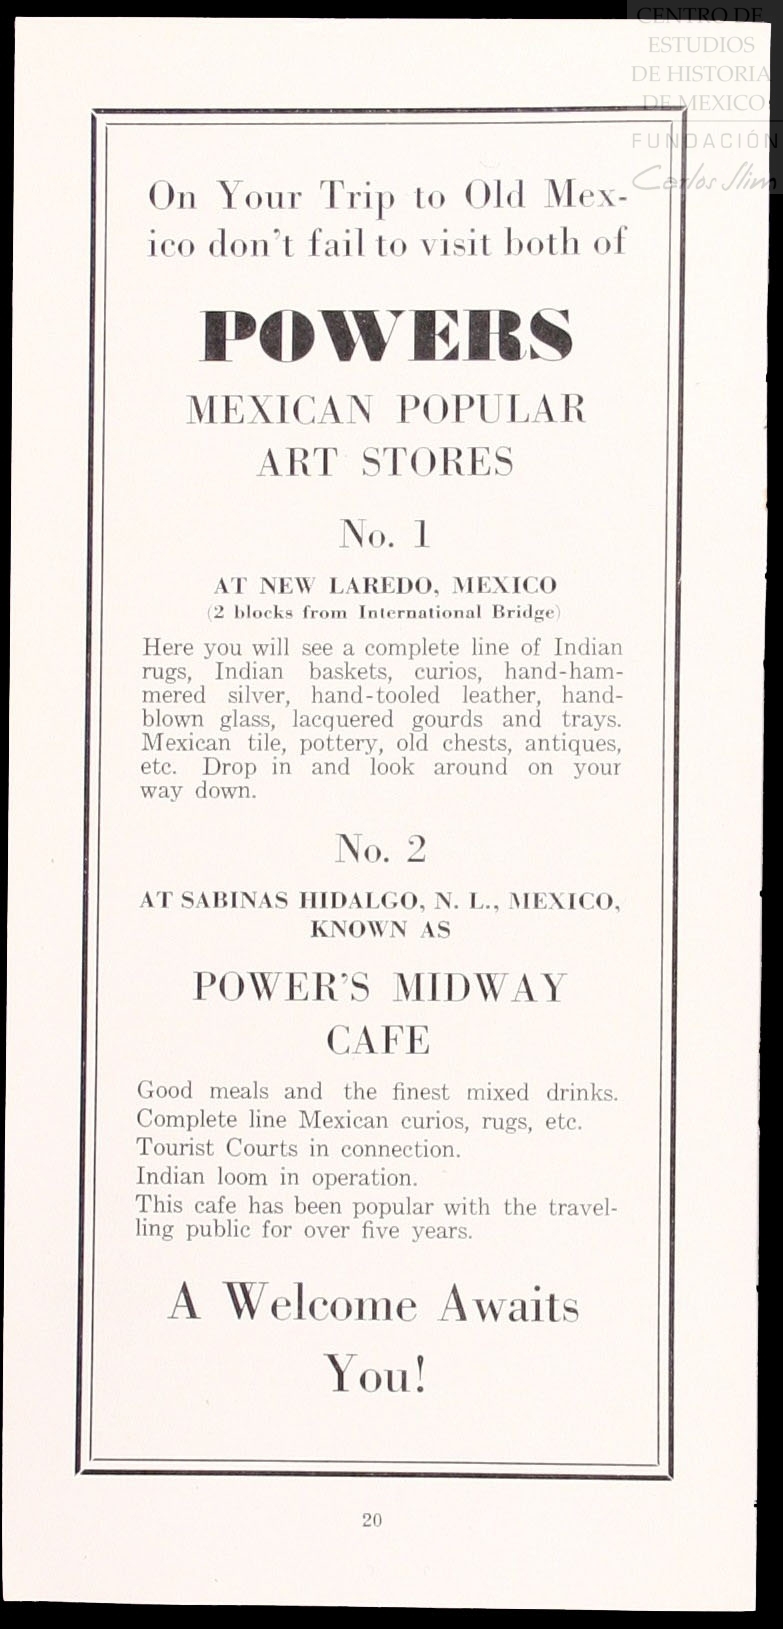 CENTRO DE
ESTUDIOS
DE HISTORIA
DE MEXICO
FUNDACIÓN
Carlos Slim
On Your Trip to Old Mex-
ico don't fail to visit both of
POWERS
MEXICAN POPULAR
ART STORES
No. 1
AT NEW LAREDO, MEXICO
(2 blocks from International Bridge)
Here you will see a complete line of Indian
rugs, Indian baskets, curios, hand-ham-
mered silver, hand-tooled leather, hand-
blown glass, lacquered gourds and trays.
Mexican tile, pottery, old chests, antiques,
etc. Drop in and look around on your
way down.
No. 2
AT SABINAS HIDALGO, N. L., MEXICO,
KNOWN AS
POWER'S MIDWAY
CAFE
Good meals and the finest mixed drinks.
Complete line Mexican curios, rugs, etc.
Tourist Courts in connection.
Indian loom in operation.
This cafe has been popular with the travel-
ling public for over five years.
A Welcome Awaits
You!
20